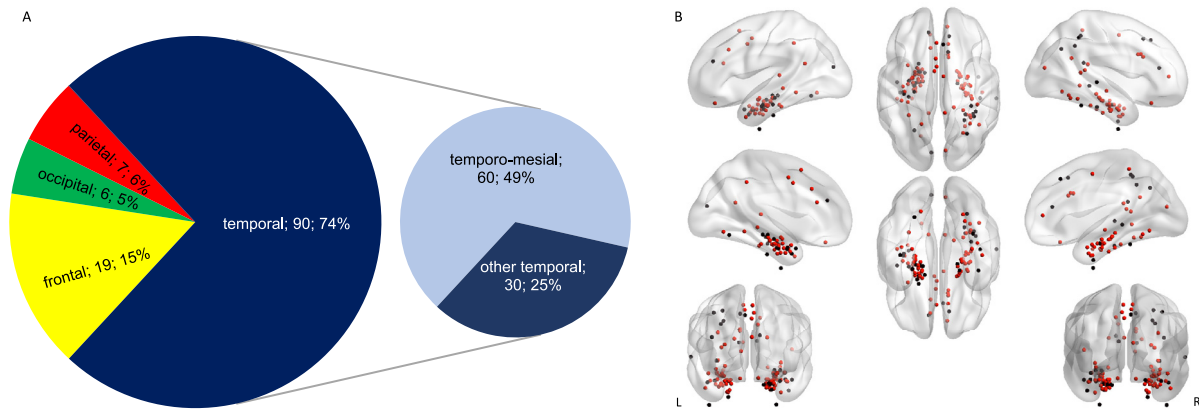 A
parietal; 7; 6%
occipital; 6; 5%
frontal; 19; 15%
temporal; 90; 74%
temporo-mesial;
60; 49%
other temporal;
30; 25%
B
L
R